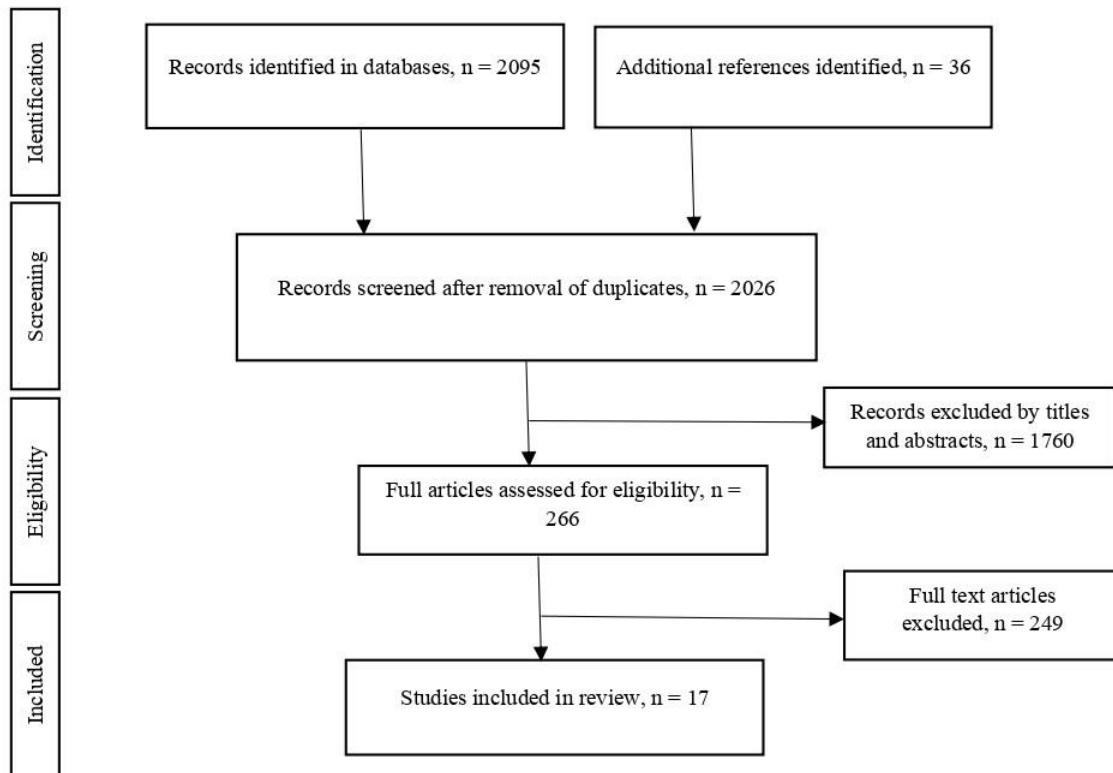 Identification
Records identified in databases, n = 2095
Additional references identified, n = 36
Screening
Records screened after removal of duplicates, n = 2026
Records excluded by titles
and abstracts, n = 1760
Eligibility
Full articles assessed for eligibility, n =
266
Full text articles
excluded, n = 249
Included
Studies included in review, n = 17